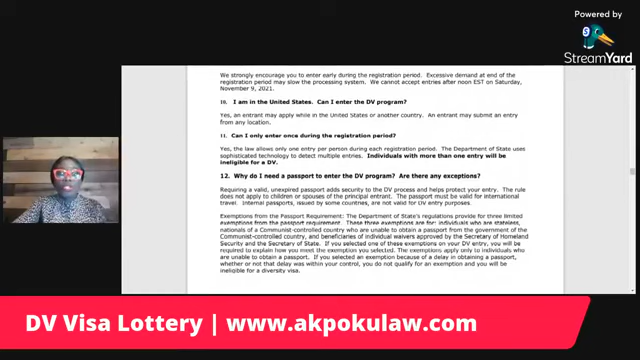 Powered by
StreamYard
We strongly encourage you to enter early during the registration period. Excessive demand at end of the
registration period may slow the processing system. We cannot accept entries after noon EST on Saturday,
November 9, 2021.
10. I am in the United States. Can I enter the DV program?
Yes, an entrant may apply while in the United States or another country. An entrant may submit an entry
from any location.
11. Can I only enter once during the registration period?
Yes, the law allows only one entry per person during each registration period. The Department of State uses
sophisticated technology to detect multiple entries. Individuals with more than one entry will be
ineligible for a DV.
12. Why do I need a passport to enter the DV program? Are there any exceptions?
Requiring a valid, unexpired passport adds security to the DV process and helps protect your entry. The rule
does not apply to children or spouses of the principal entrant. The passport must be valid for international
travel. Internal passports, issued by some countries, are not valid for DV entry purposes.
Exemptions from the Passport Requirement: The Department of State's regulations provide for three limited
exemptions from the passport requirement. These three exemptions are for: individuals who are stateless,
nationals of a Communist-controlled country who are unable to obtain a passport from the government of the
Communist-controlled country, and beneficiaries of individual waivers approved by the Secretary of Homeland
Security and the Secretary of State. If you selected one of these exemptions on your DV entry, you will be
required to explain how you meet the exemption you selected. The exemptions apply only to individuals who
are unable to obtain a passport. If you selected an exemption because of a delay in obtaining a passport,
whether or not that delay was within your control, you do not qualify for an exemption and you will be
ineligible for a diversity visa.
DV Visa Lottery | www.akpokulaw.com